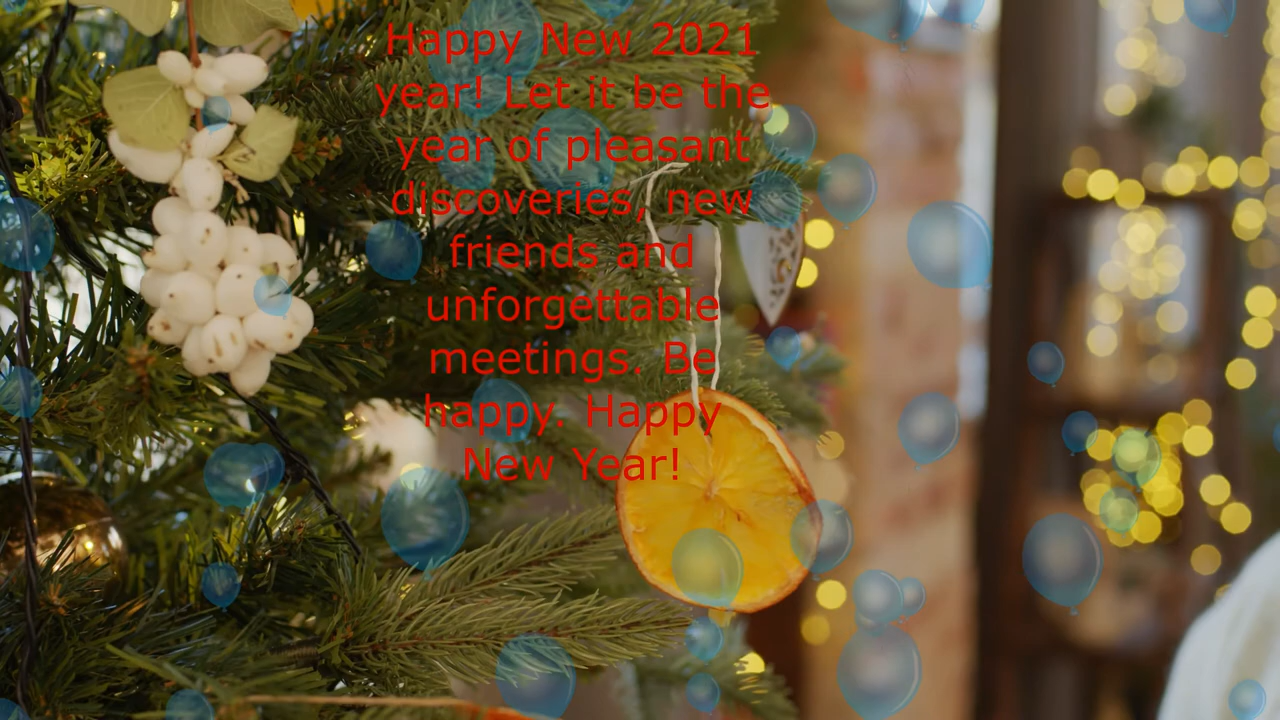 Happy New 2021
year! Let it be the
year of pleasant
discoveries, new
friends and
unforgettable
meetings. Be
happy. Happy
New Year!